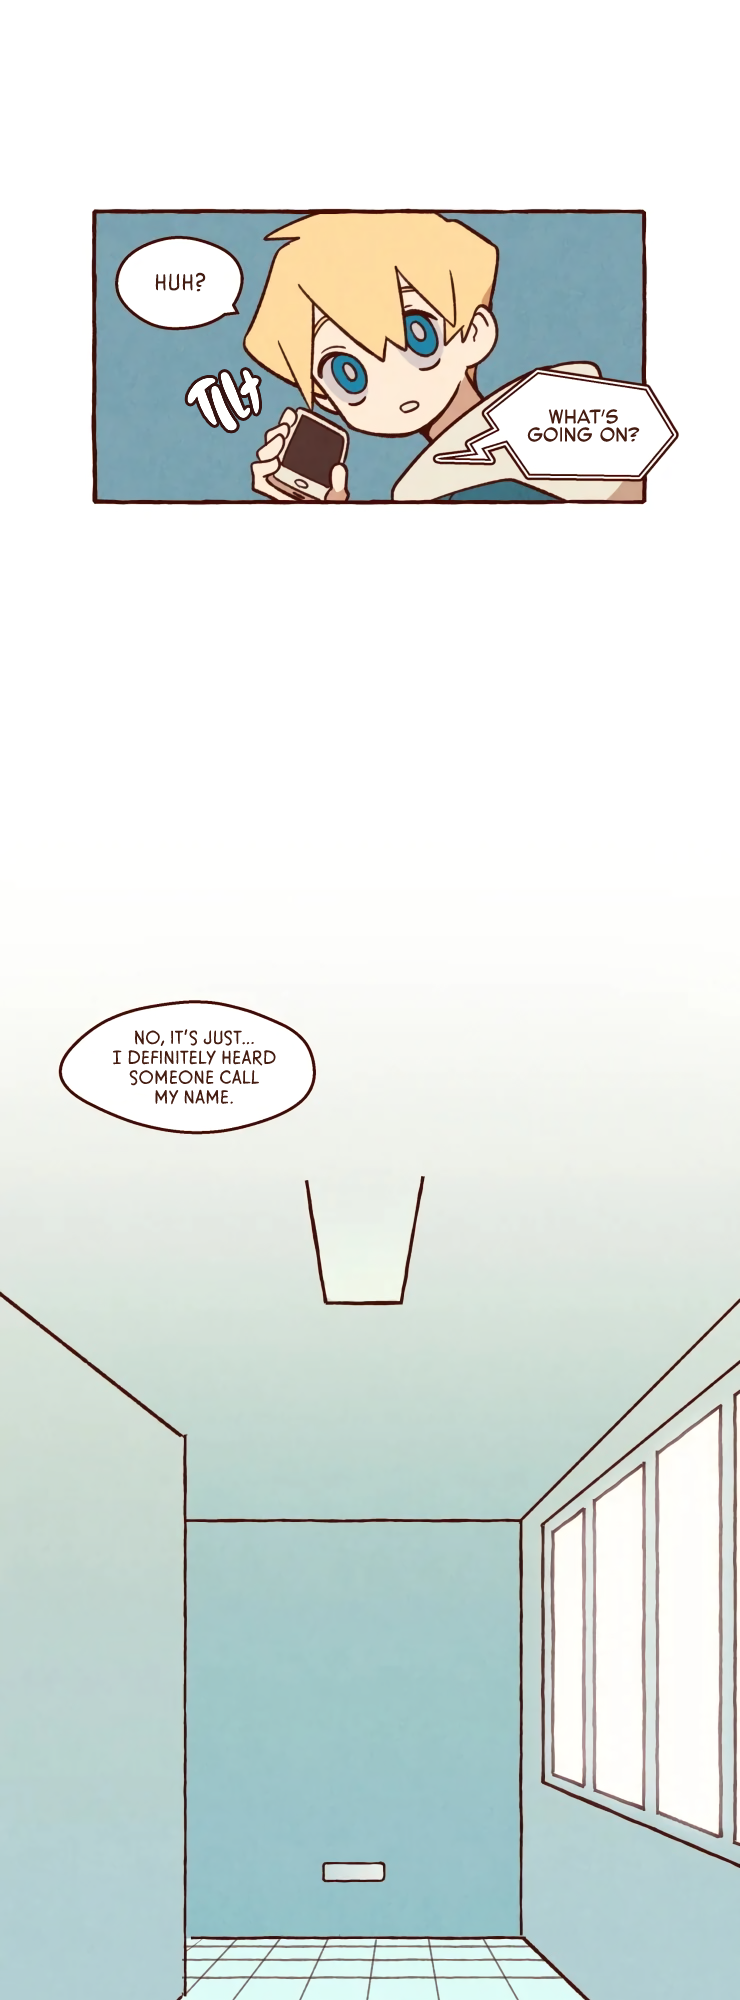 HUH?
TILT
WHAT'S
GOING ON?
NO, IT'S JUST...
I DEFINITELY HEARD
SOMEONE CALL
MY NAME.